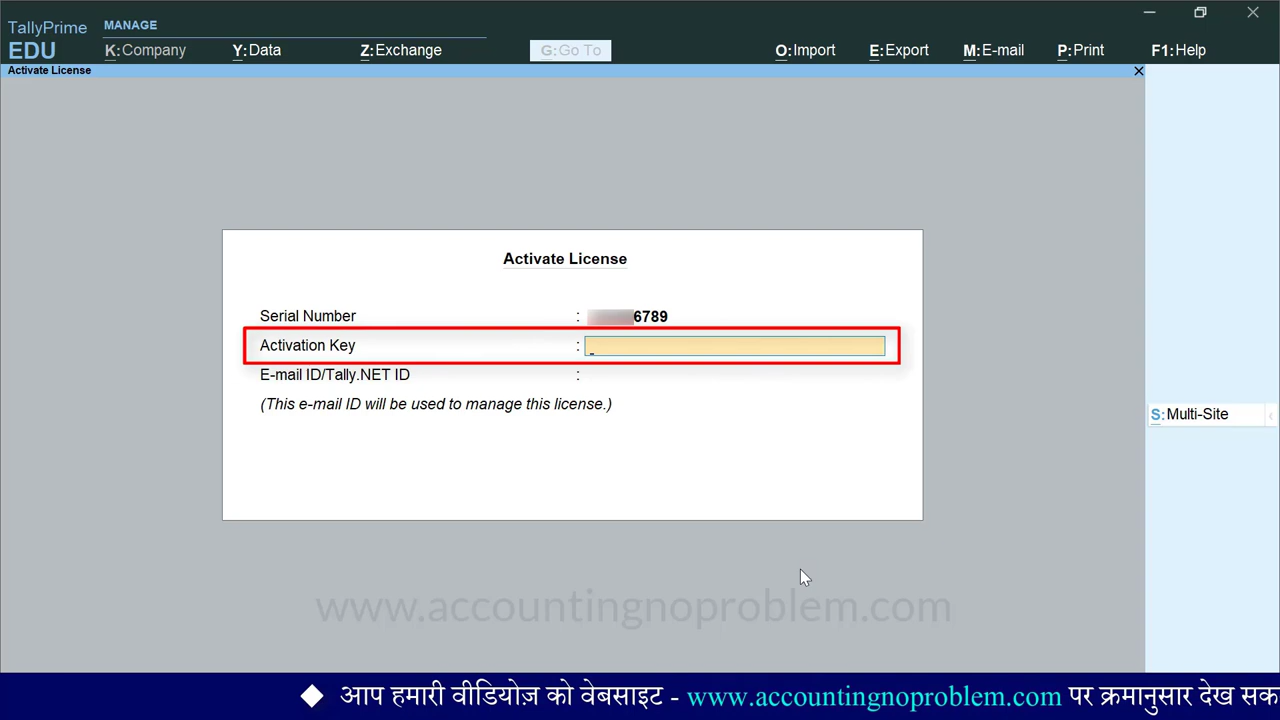 TallyPrime
EDU
MANAGE
K:Company Y:Data Z:Exchange G:Go To O:Import E:Export M:E-mail P:Print F1:Help
Activate License
Activate License
Serial Number : 6789
Activation Key :
E-mail ID/Tally.NET ID :
(This e-mail ID will be used to manage this license.)
S:Multi-Site
www.accountingnoproblem.com
◆ आप हमारी वीडियोज़ को वेबसाइट - www.accountingnoproblem.com पर क्रमानुसार देख सक